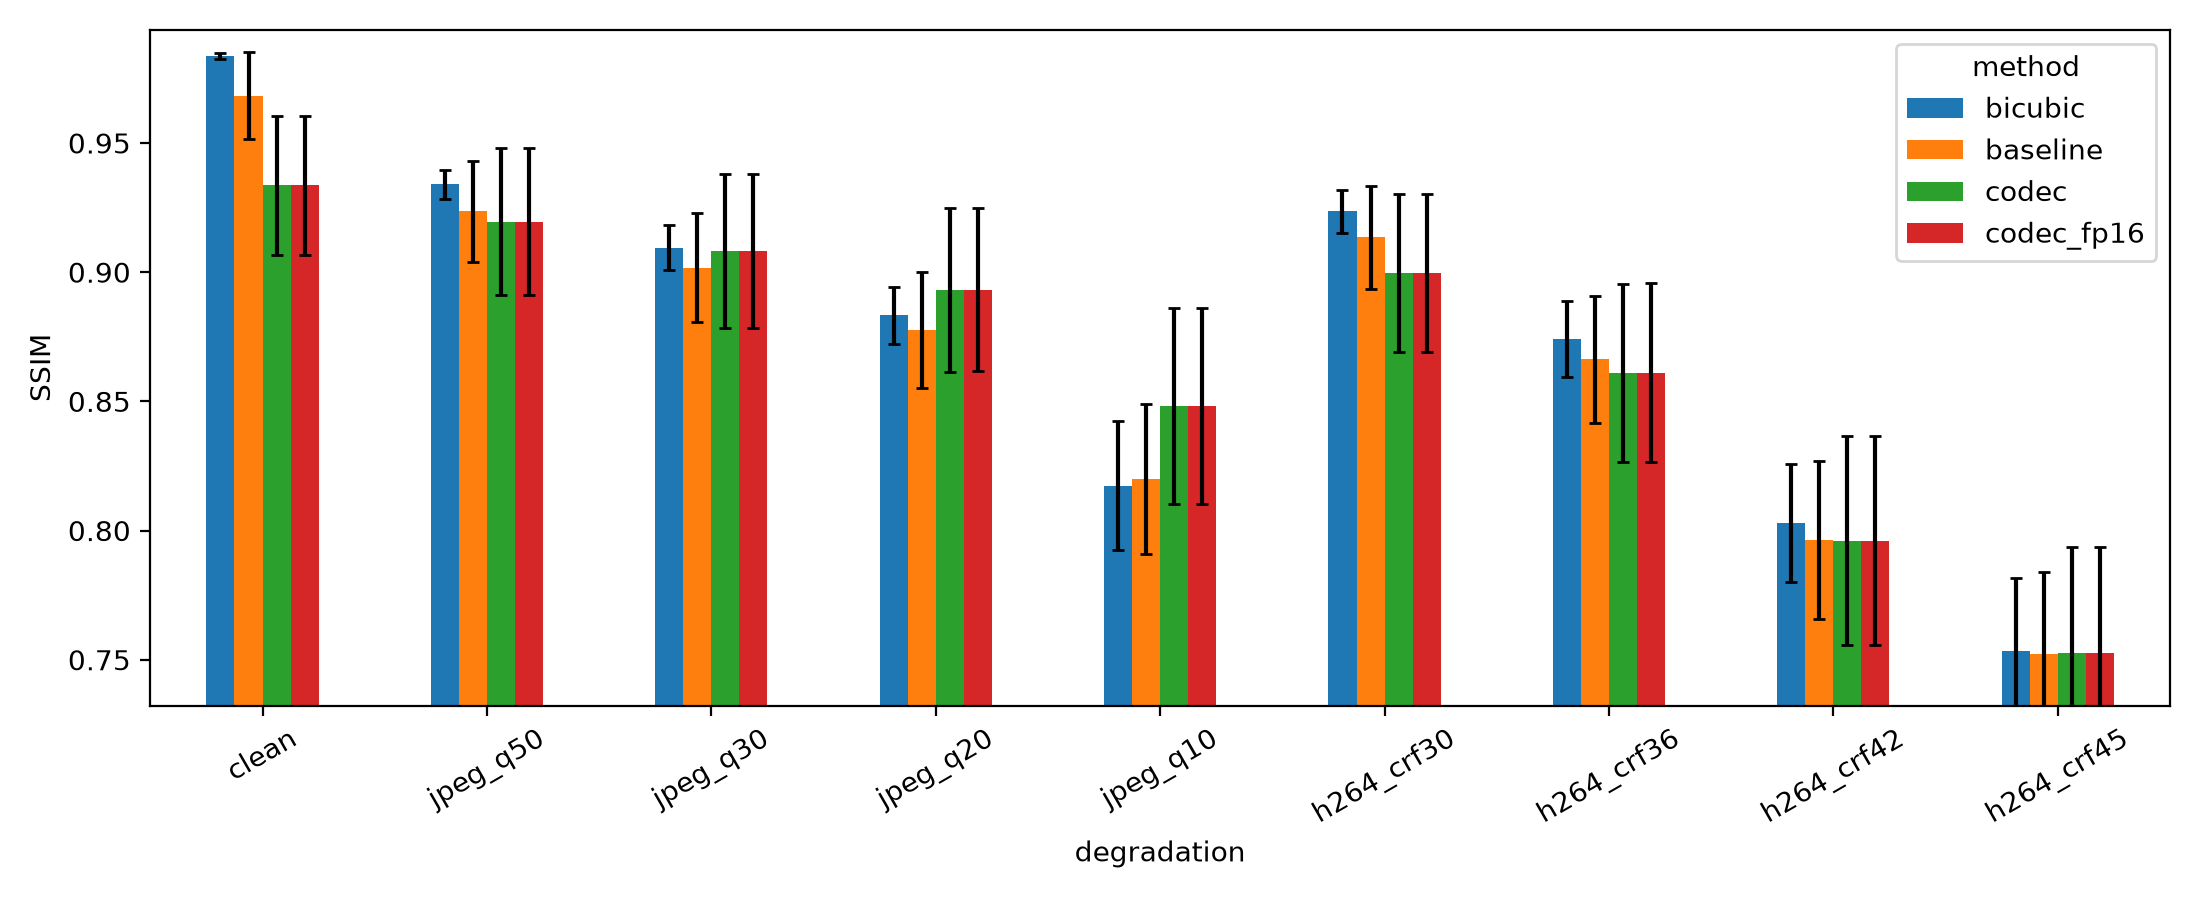 method
bicubic
baseline
codec
codec_fp16
SSIM
0.95
0.90
0.85
0.80
0.75
clean
jpeg_q50
jpeg_q30
jpeg_q20
jpeg_q10
h264_crf30
h264_crf36
h264_crf42
h264_crf45
degradation